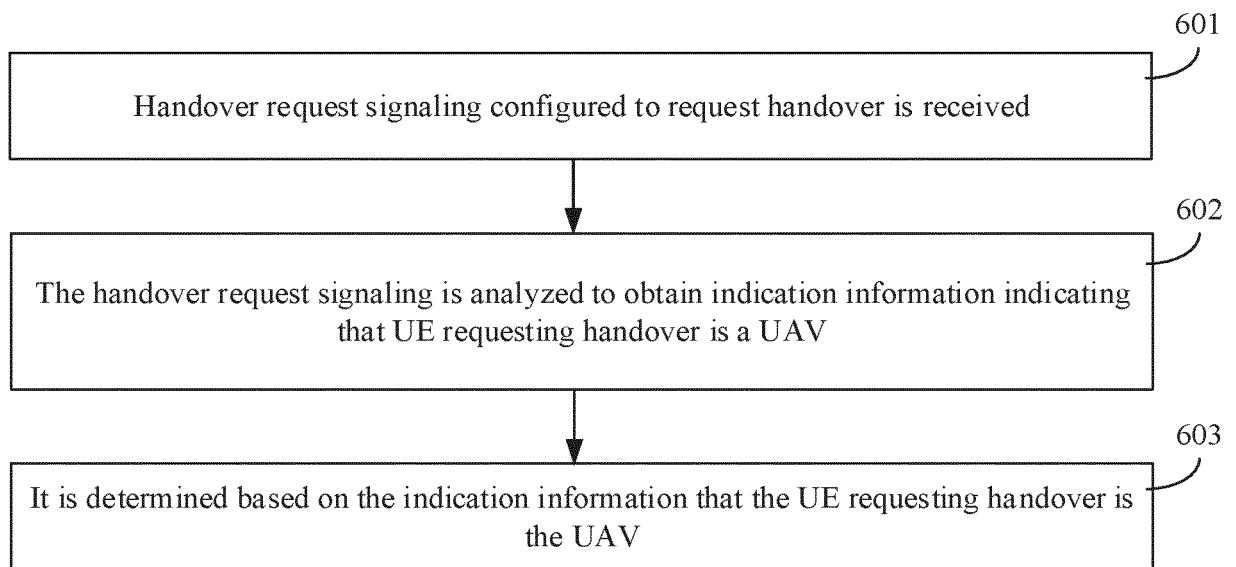 601
Handover request signaling configured to request handover is received
602
The handover request signaling is analyzed to obtain indication information indicating
that UE requesting handover is a UAV
603
It is determined based on the indication information that the UE requesting handover is
the UAV